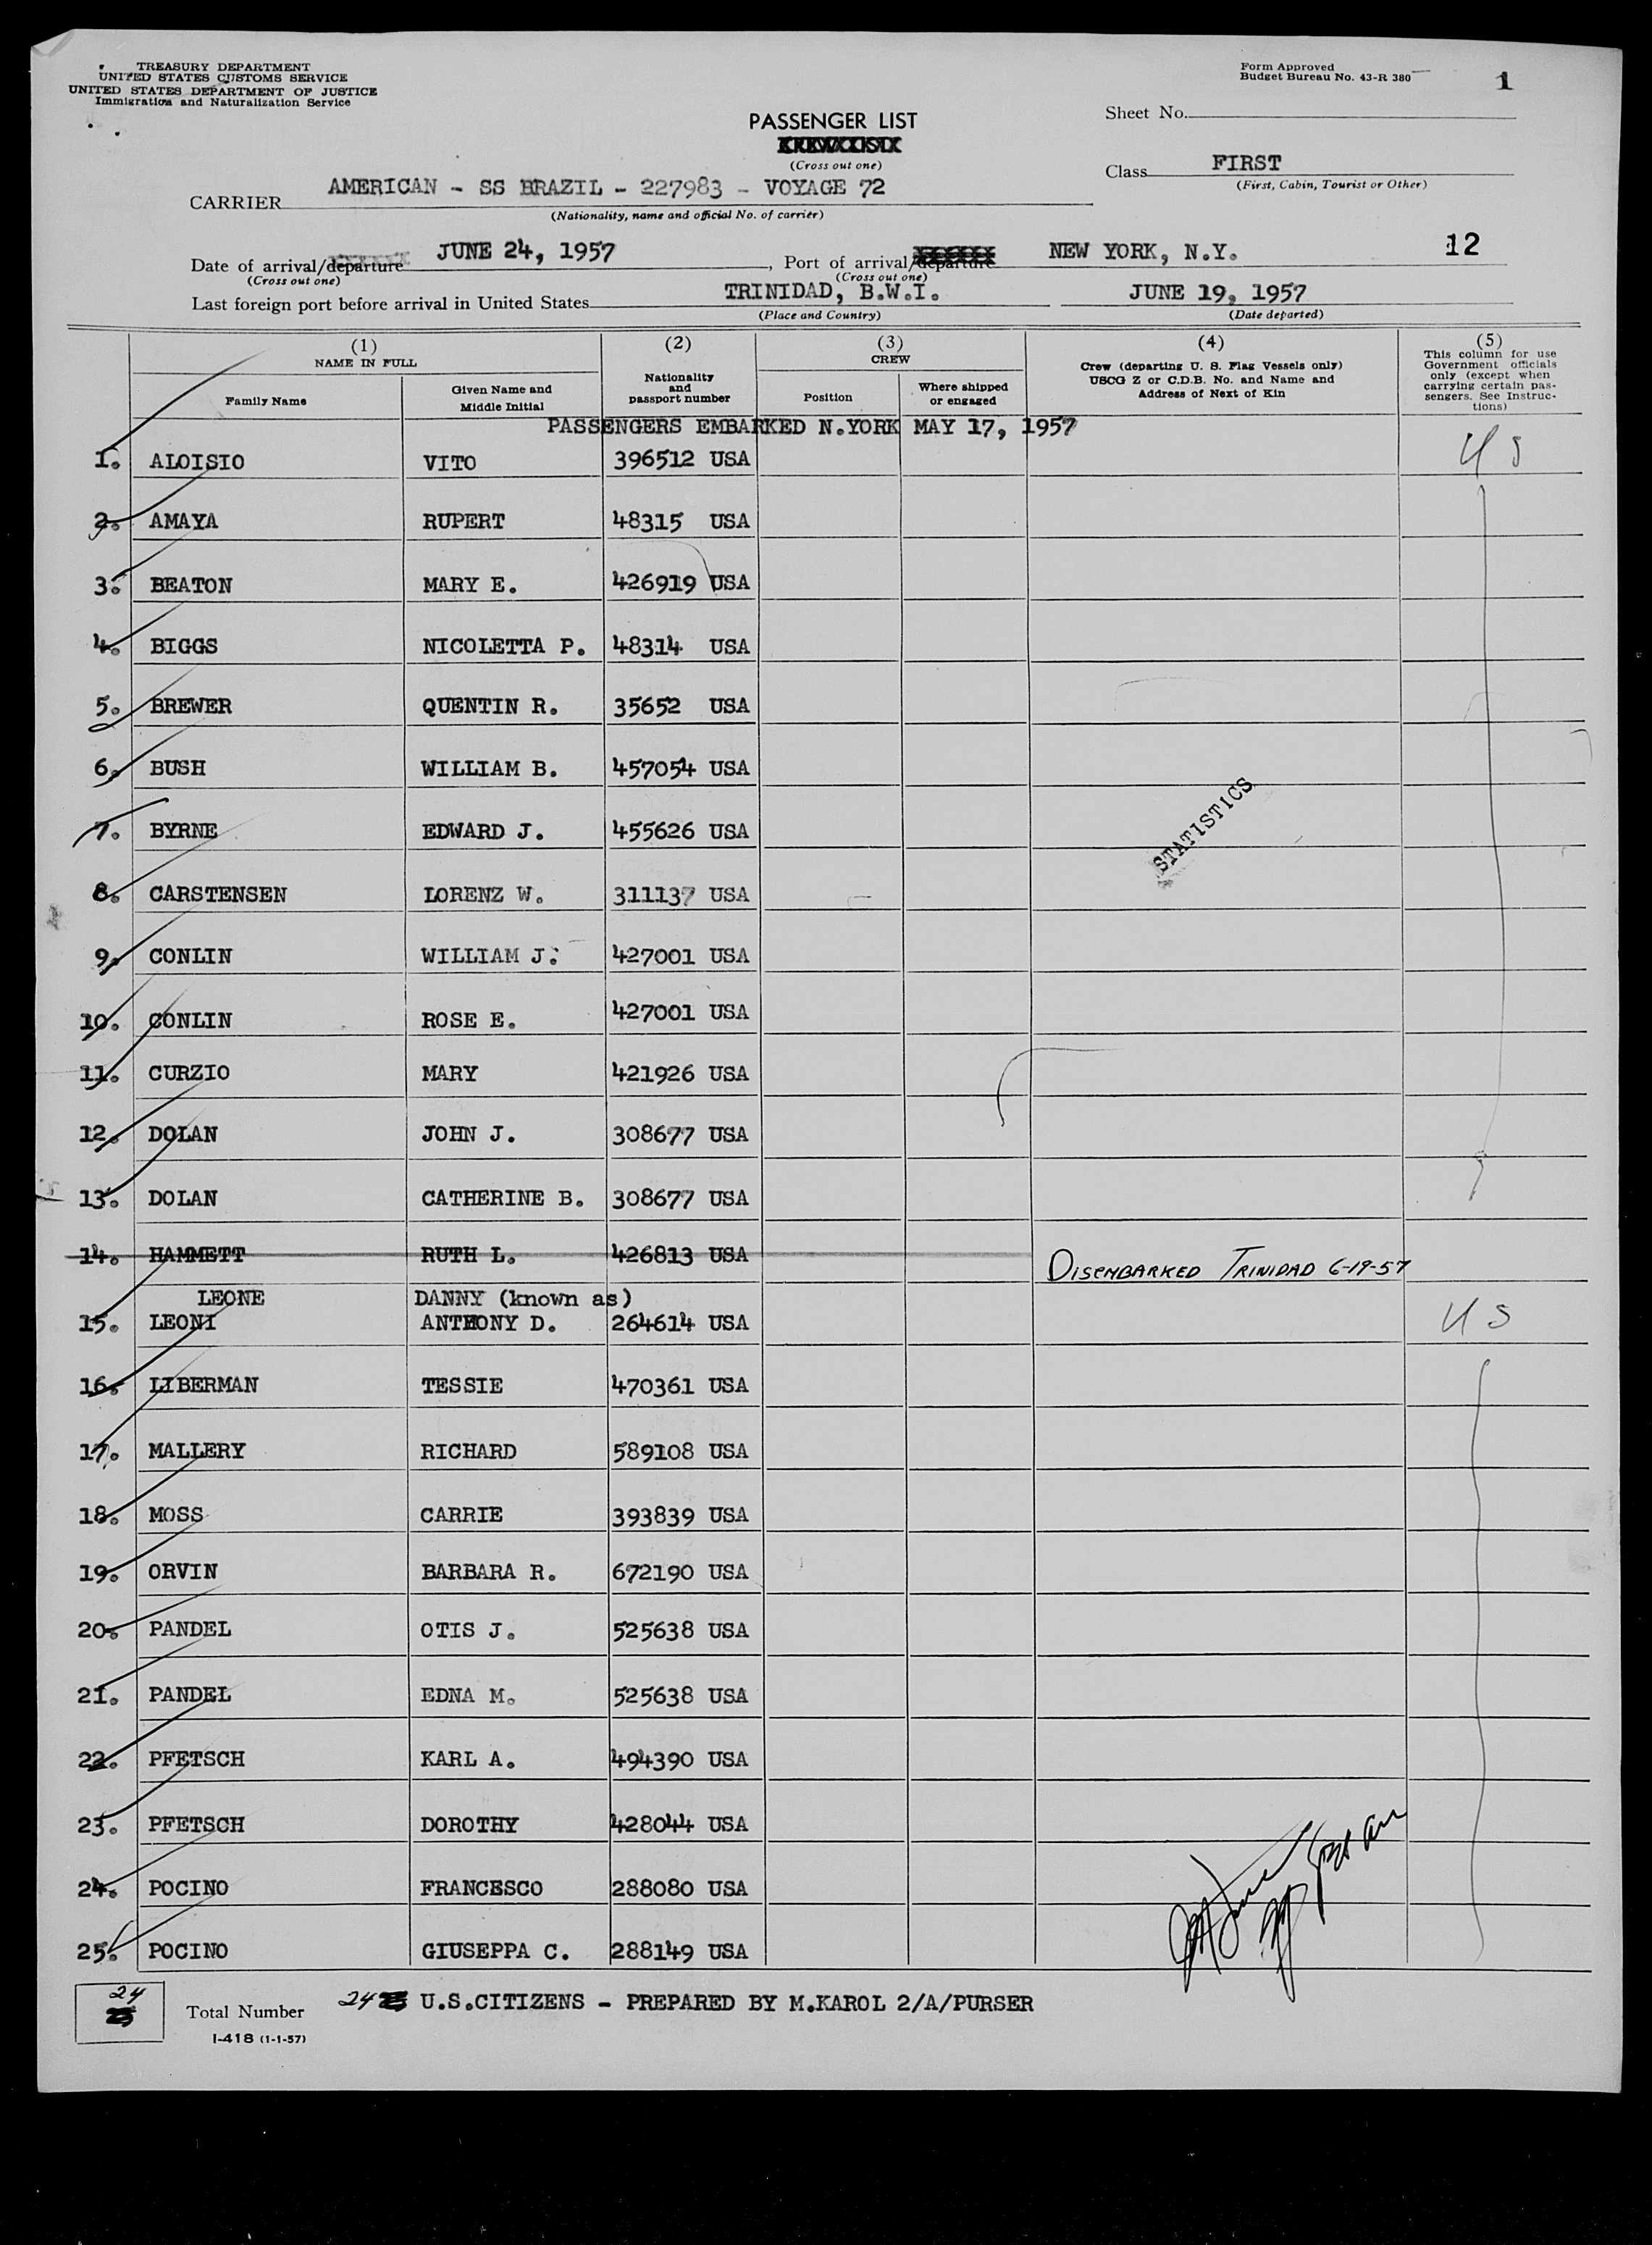 TREASURY DEPARTMENT
UNITED STATES CUSTOMS SERVICE
UNITED STATES DEPARTMENT OF JUSTICE
Immigration and Naturalization Service
Form Approved
Budget Bureau No. 43-R 380
1
Sheet No.
PASSENGER LIST
(Cross out one)
Class FIRST
(First, Cabin, Tourist or Other)
CARRIER AMERICAN - SS BRAZIL - 227983 - VOYAGE 72
(Nationality, name and official No. of carrier)
Date of arrival/departure JUNE 24, 1957, Port of arrival/departure NEW YORK, N.Y. 12
(Cross out one) (Cross out one)
Last foreign port before arrival in United States TRINIDAD, B.W.I. JUNE 19, 1957
(Place and Country) (Date departed)
(1) (2) (3) (4) (5)
NAME IN FULL
Family Name
Given Name and
Middle Initial
Nationality
and
passport number
CREW
Position
Where shipped
or engaged
Crew (departing U. S. Flag Vessels only)
USCG Z or C.D.B. No. and Name and
Address of Next of Kin
This column for use
Government officials
only (except when
carrying certain pas-
sengers. See Instruc-
tions)
PASSENGERS EMBARKED N.YORK MAY 17, 1957
1. ALOISIO VITO 396512 USA US
2. AMAYA RUPERT 48315 USA
3. BEATON MARY E. 426919 USA
4. BIGGS NICOLETTA P. 48314 USA
5. BREWER QUENTIN R. 35652 USA
6. BUSH WILLIAM B. 457054 USA
7. BYRNE EDWARD J. 455626 USA
STATISTICS
8. CARSTENSEN LORENZ W. 311137 USA
9. CONLIN WILLIAM J. 427001 USA
10. CONLIN ROSE E. 427001 USA
11. CURZIO MARY 421926 USA
12. DOLAN JOHN J. 308677 USA
13. DOLAN CATHERINE B. 308677 USA
14. HAMMETT RUTH L. 426813 USA DISEMBARKED TRINIDAD 6-19-57
LEONE DANNY (known as)
15. LEONI ANTHONY D. 264614 USA US
16. LIBERMAN TESSIE 470361 USA
17. MALLERY RICHARD 589108 USA
18. MOSS CARRIE 393839 USA
19. ORVIN BARBARA R. 672190 USA
20. PANDEL OTIS J. 525638 USA
21. PANDEL EDNA M. 525638 USA
22. PFETSCH KARL A. 494390 USA
23. PFETSCH DOROTHY 428044 USA
24. POCINO FRANCESCO 288080 USA
25. POCINO GIUSEPPA C. 288149 USA
24
25
Total Number 24 25 U.S.CITIZENS - PREPARED BY M.KAROL 2/A/PURSER
I-418 (1-1-57)